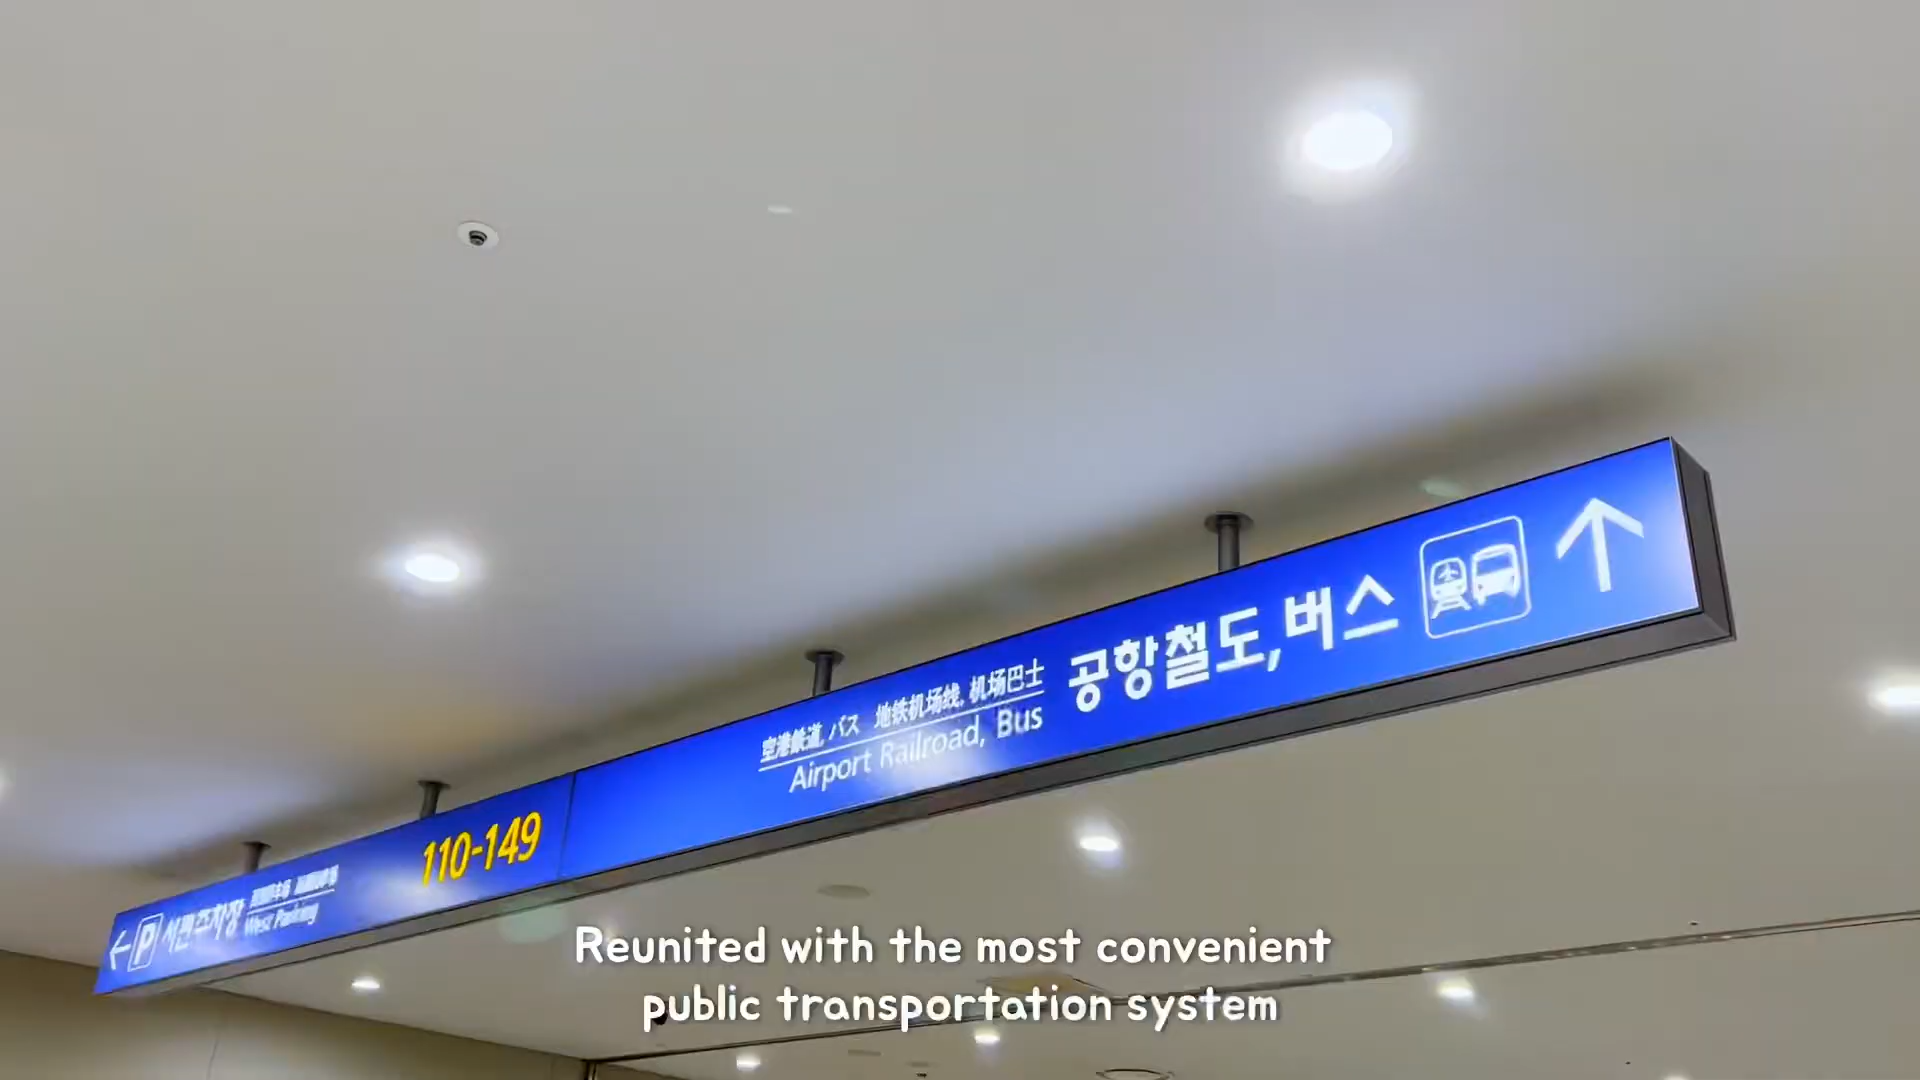 空港鉄道, バス 地铁机场线, 机场巴士
Airport Railroad, Bus
공항철도, 버스
110-149
P 서편주차장
West Parking
Reunited with the most convenient
public transportation system